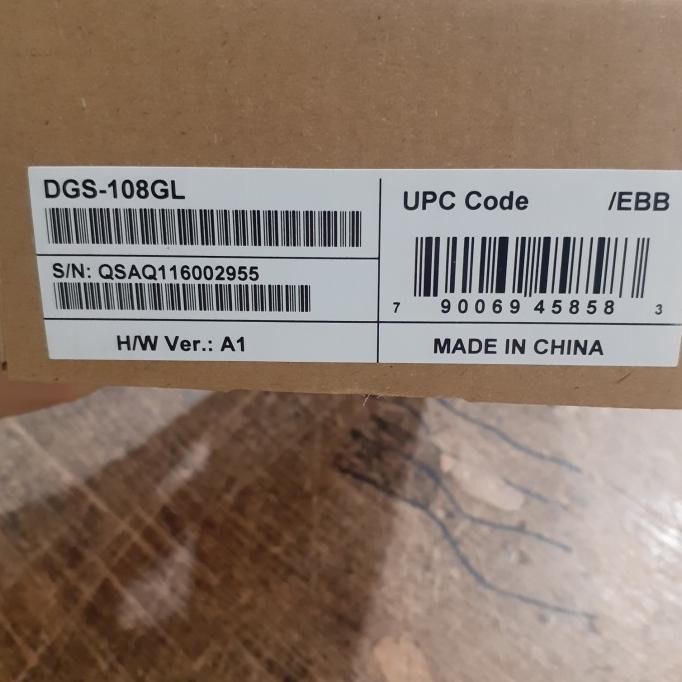 DGS-108GL
S/N: QSAQ116002955
H/W Ver.: A1
UPC Code /EBB
7 90069 45858 3
MADE IN CHINA